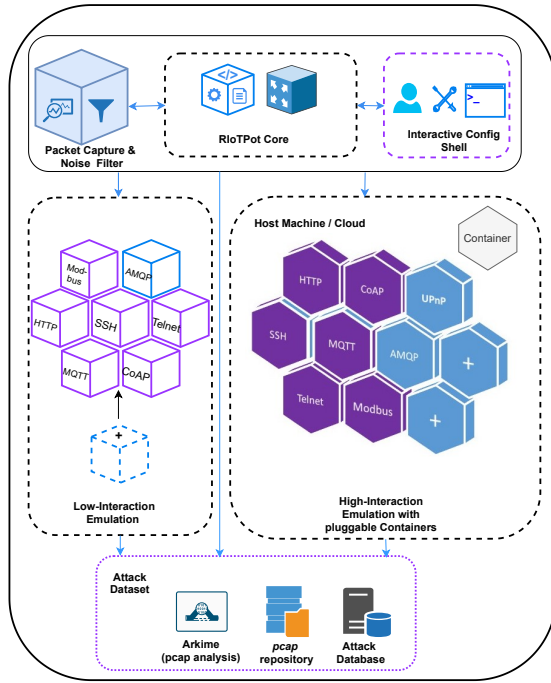 </>
>_
Packet Capture &
Noise Filter
RIoTPot Core
Interactive Config
Shell
Host Machine / Cloud
Container
Mod-
bus
AMQP
HTTP
SSH
Telnet
MQTT
CoAP
+
Low-Interaction
Emulation
HTTP
CoAP
UPnP
SSH
MQTT
AMQP
+
Telnet
Modbus
+
High-Interaction
Emulation with
pluggable Containers
Attack
Dataset
Arkime
(pcap analysis)
pcap
repository
Attack
Database